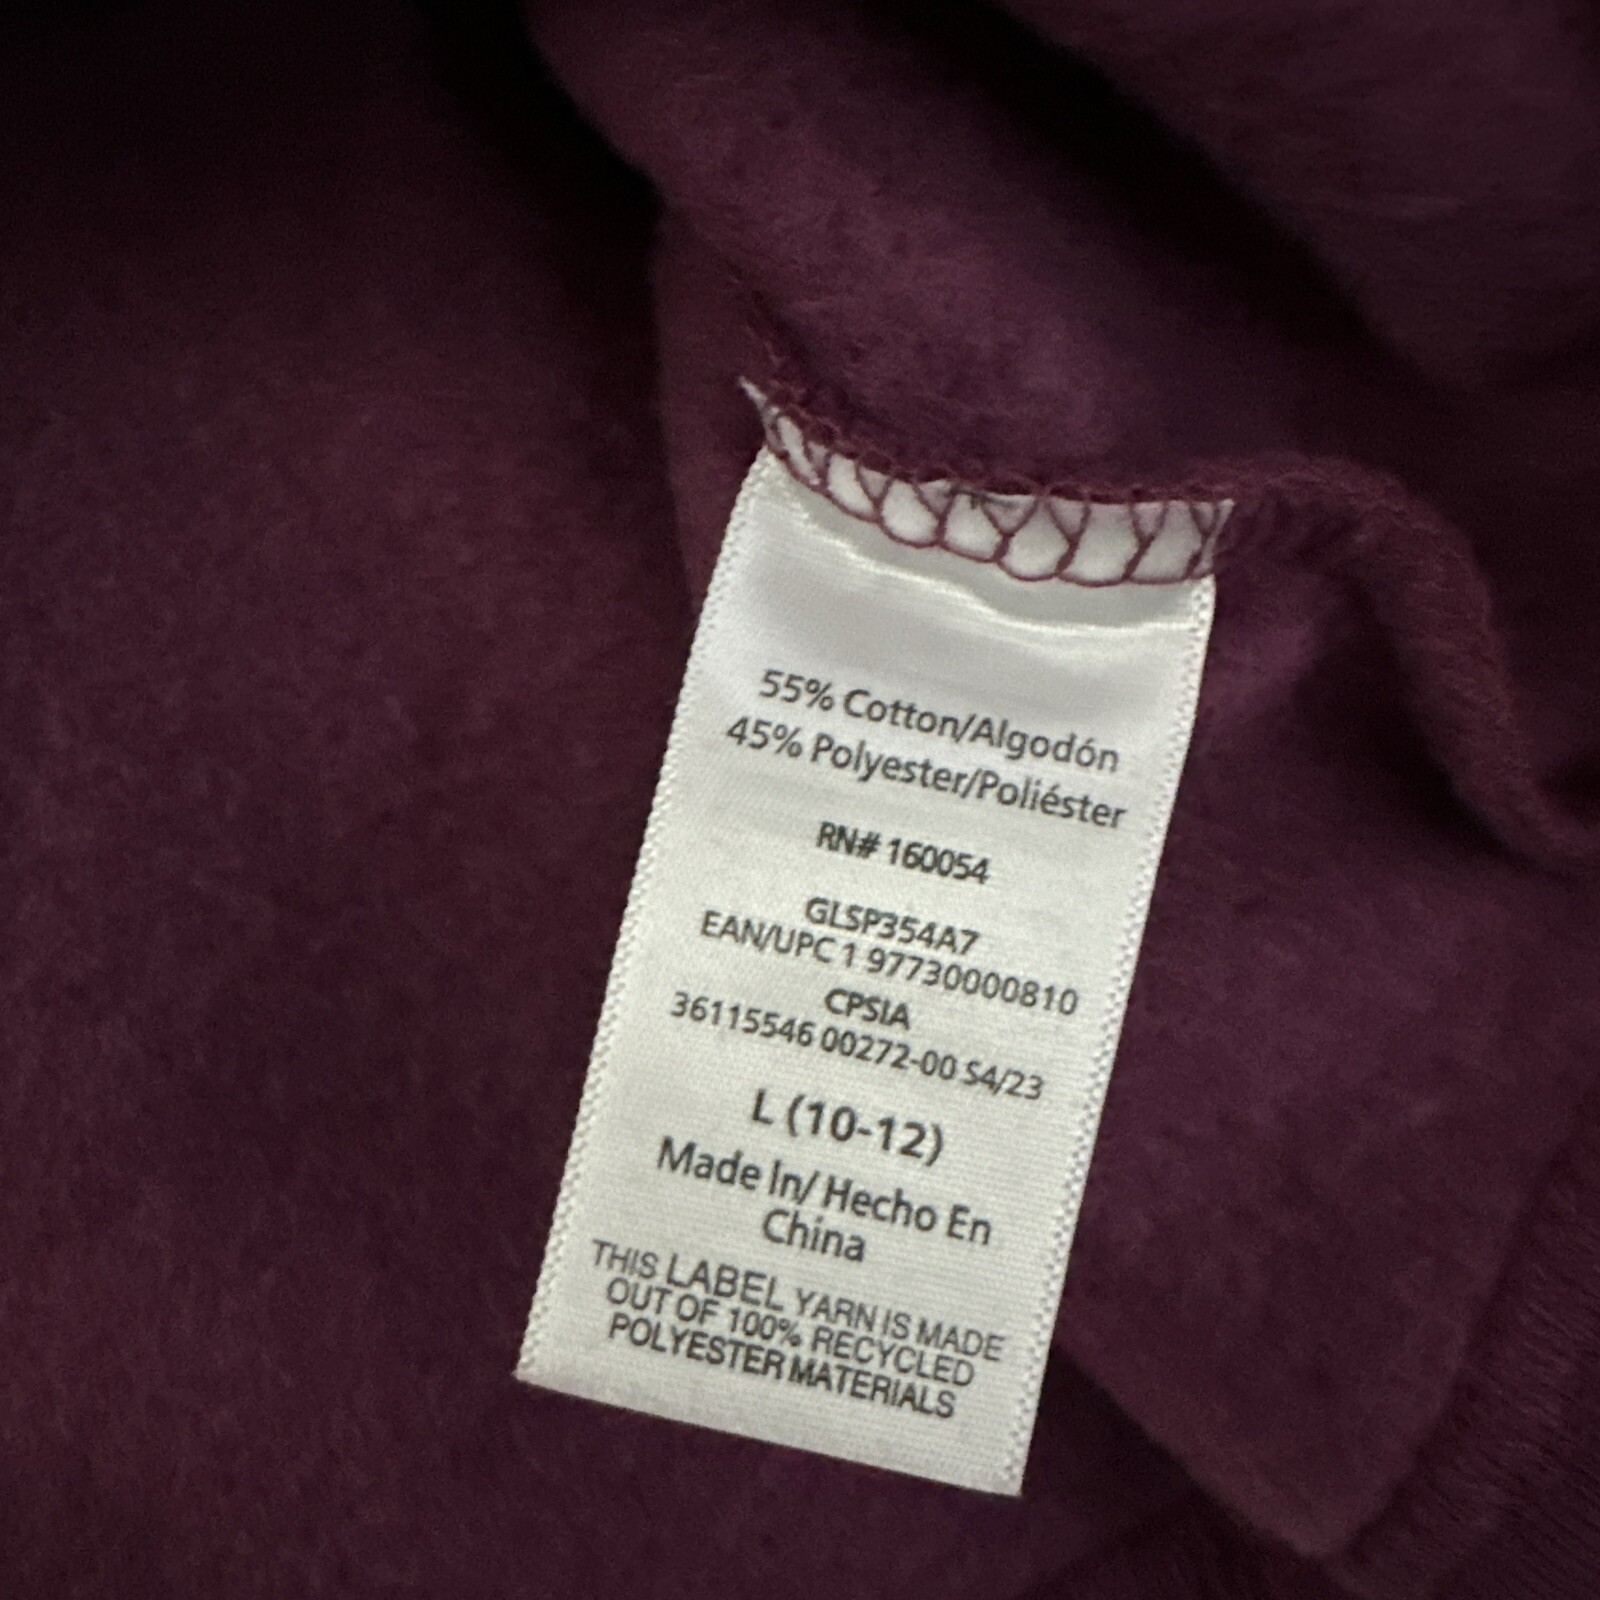 55% Cotton/Algodón
45% Polyester/Poliéster
RN# 160054
GLSP354A7
EAN/UPC 1 97730000810
CPSIA
36115546 00272-00 S4/23
L (10-12)
Made In/ Hecho En
China
THIS LABEL YARN IS MADE
OUT OF 100% RECYCLED
POLYESTER MATERIALS